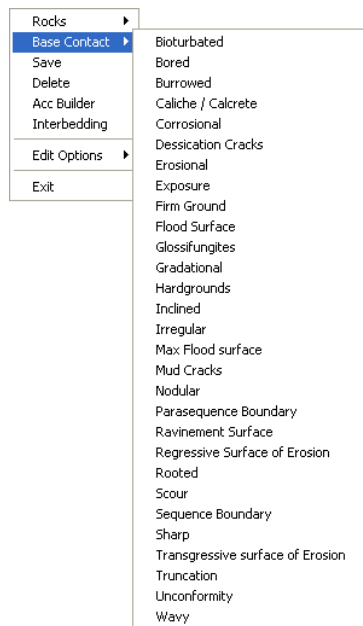 Rocks
Base Contact
Save
Delete
Acc Builder
Interbedding
Edit Options
Exit
Bioturbated
Bored
Burrowed
Caliche / Calcrete
Corrosional
Dessication Cracks
Erosional
Exposure
Firm Ground
Flood Surface
Glossifungites
Gradational
Hardgrounds
Inclined
Irregular
Max Flood surface
Mud Cracks
Nodular
Parasequence Boundary
Ravinement Surface
Regressive Surface of Erosion
Rooted
Scour
Sequence Boundary
Sharp
Transgressive surface of Erosion
Truncation
Unconformity
Wavy